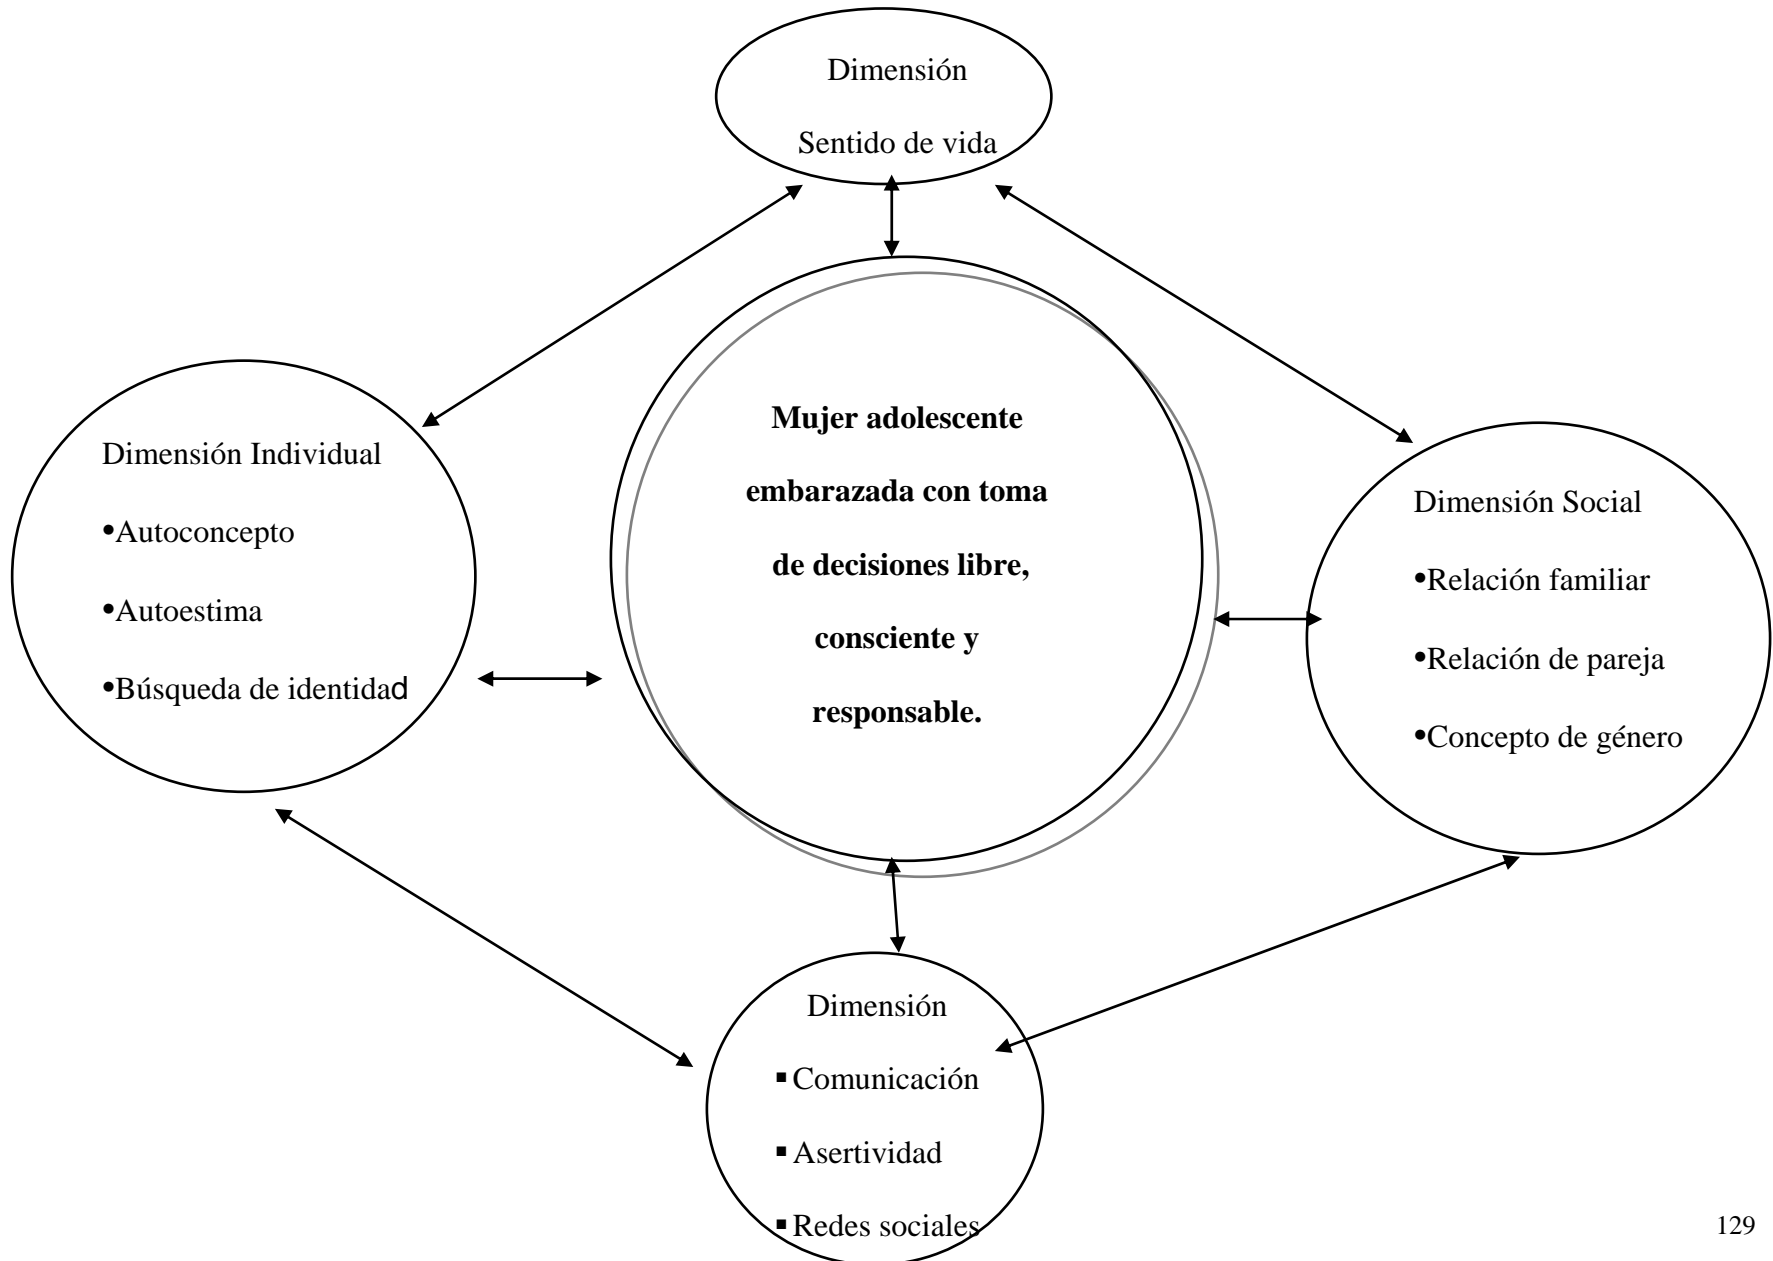 Dimensión
Sentido de vida
Mujer adolescente
embarazada con toma
de decisiones libre,
consciente y
responsable.
Dimensión Individual
•Autoconcepto
•Autoestima
•Búsqueda de identidad
Dimensión Social
•Relación familiar
•Relación de pareja
•Concepto de género
Dimensión
▪Comunicación
▪Asertividad
▪Redes sociales
129